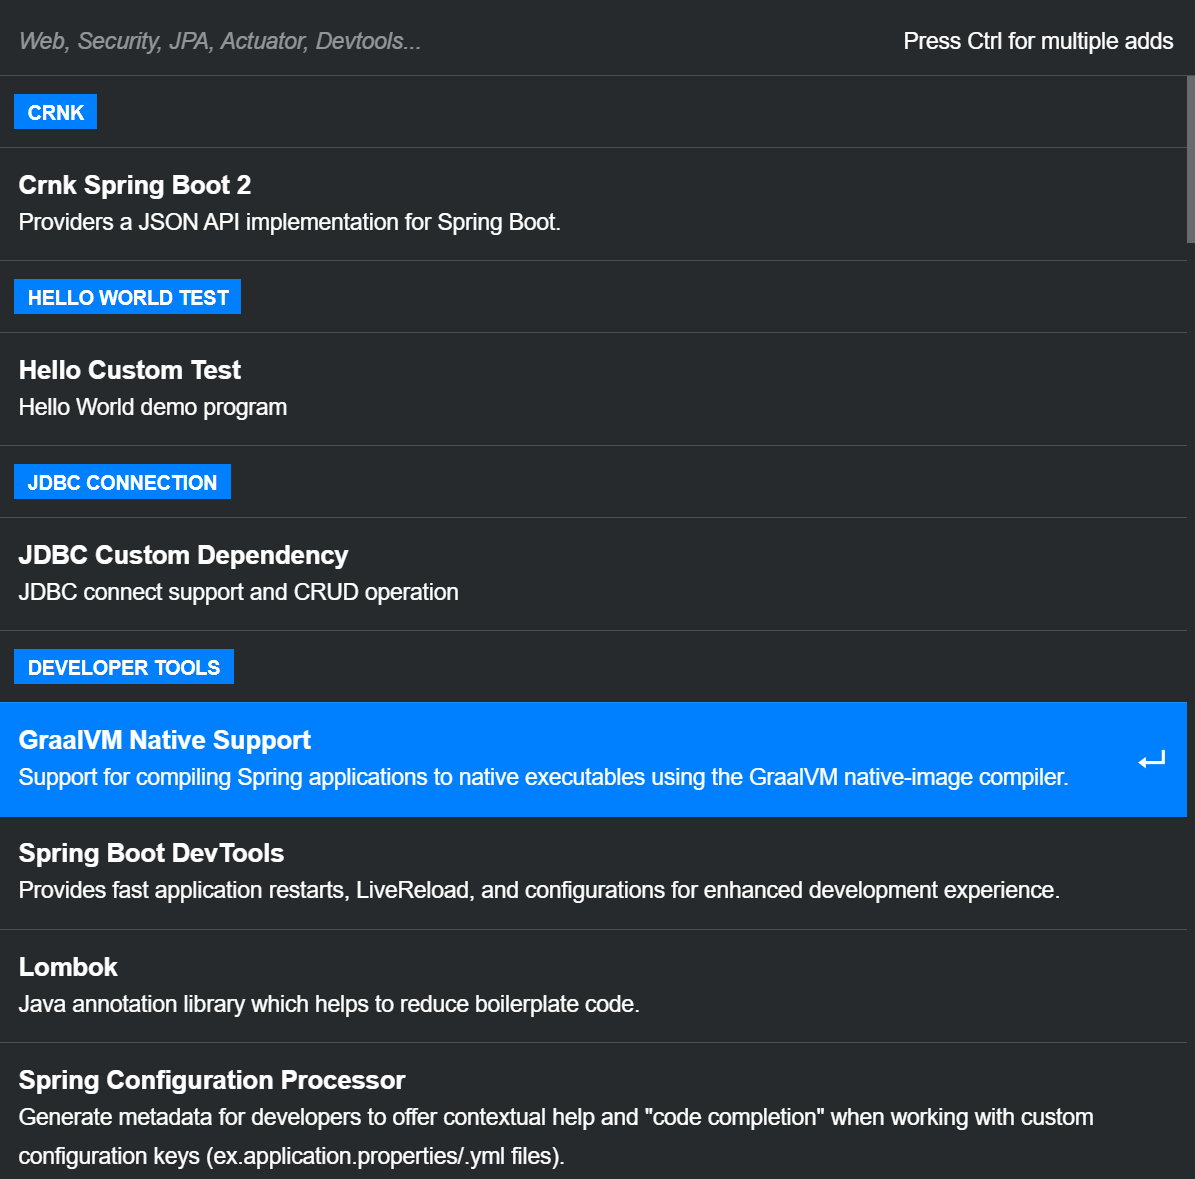 Web, Security, JPA, Actuator, Devtools...
Press Ctrl for multiple adds
CRNK
Crnk Spring Boot 2
Providers a JSON API implementation for Spring Boot.
HELLO WORLD TEST
Hello Custom Test
Hello World demo program
JDBC CONNECTION
JDBC Custom Dependency
JDBC connect support and CRUD operation
DEVELOPER TOOLS
GraalVM Native Support
Support for compiling Spring applications to native executables using the GraalVM native-image compiler.
Spring Boot DevTools
Provides fast application restarts, LiveReload, and configurations for enhanced development experience.
Lombok
Java annotation library which helps to reduce boilerplate code.
Spring Configuration Processor
Generate metadata for developers to offer contextual help and "code completion" when working with custom
configuration keys (ex.application.properties/.yml files).